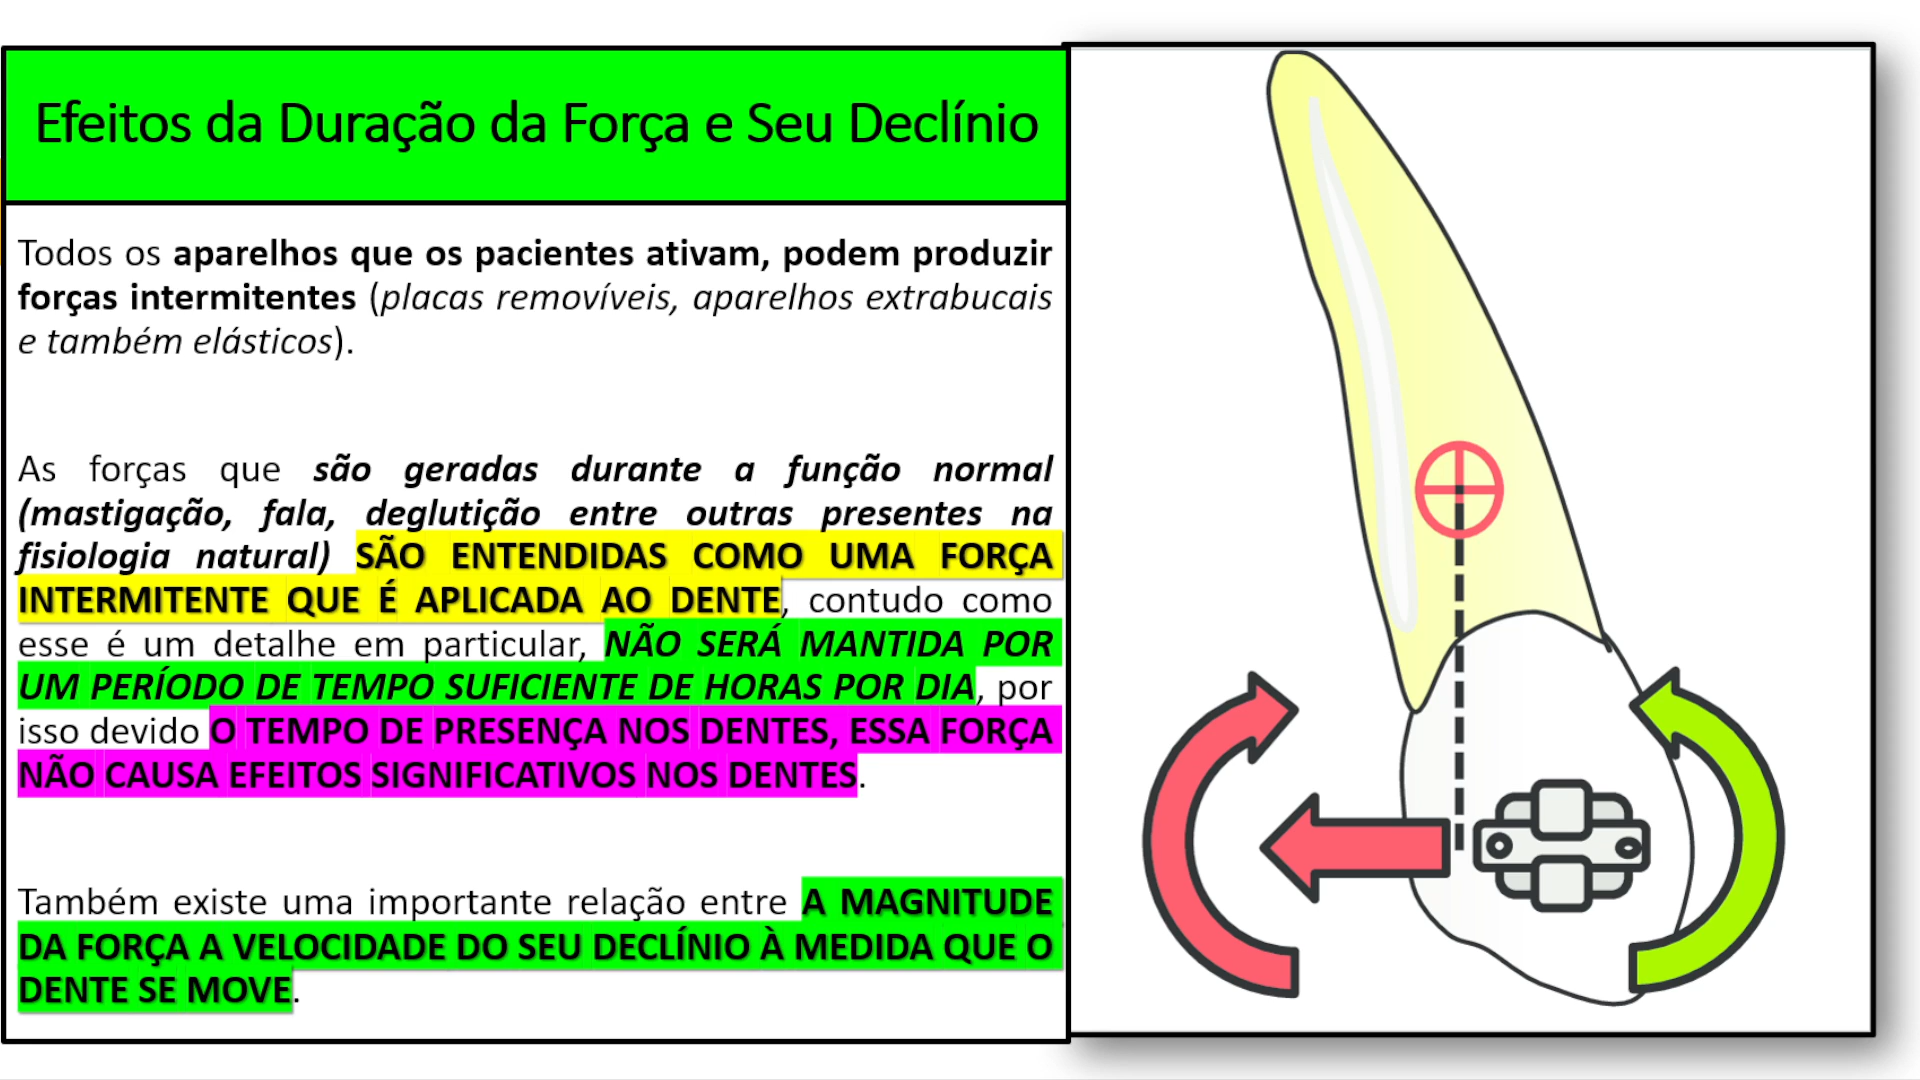 Efeitos da Duração da Força e Seu Declínio
Todos os aparelhos que os pacientes ativam, podem produzir
forças intermitentes (placas removíveis, aparelhos extrabucais
e também elásticos).
As forças que são geradas durante a função normal
(mastigação, fala, deglutição entre outras presentes na
fisiologia natural) SÃO ENTENDIDAS COMO UMA FORÇA
INTERMITENTE QUE É APLICADA AO DENTE, contudo como
esse é um detalhe em particular, NÃO SERÁ MANTIDA POR
UM PERÍODO DE TEMPO SUFICIENTE DE HORAS POR DIA, por
isso devido O TEMPO DE PRESENÇA NOS DENTES, ESSA FORÇA
NÃO CAUSA EFEITOS SIGNIFICATIVOS NOS DENTES.
Também existe uma importante relação entre A MAGNITUDE
DA FORÇA A VELOCIDADE DO SEU DECLÍNIO À MEDIDA QUE O
DENTE SE MOVE.